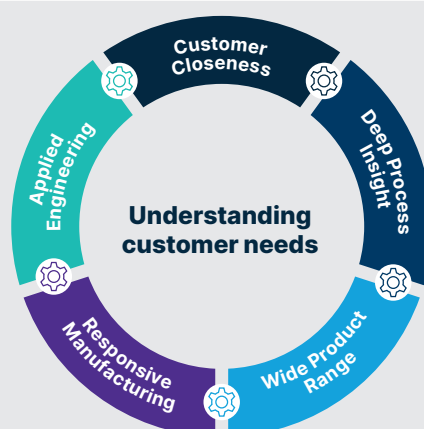 Customer
Closeness
Deep Process
Insight
Wide Product
Range
Responsive
Manufacturing
Applied
Engineering
Understanding
customer needs